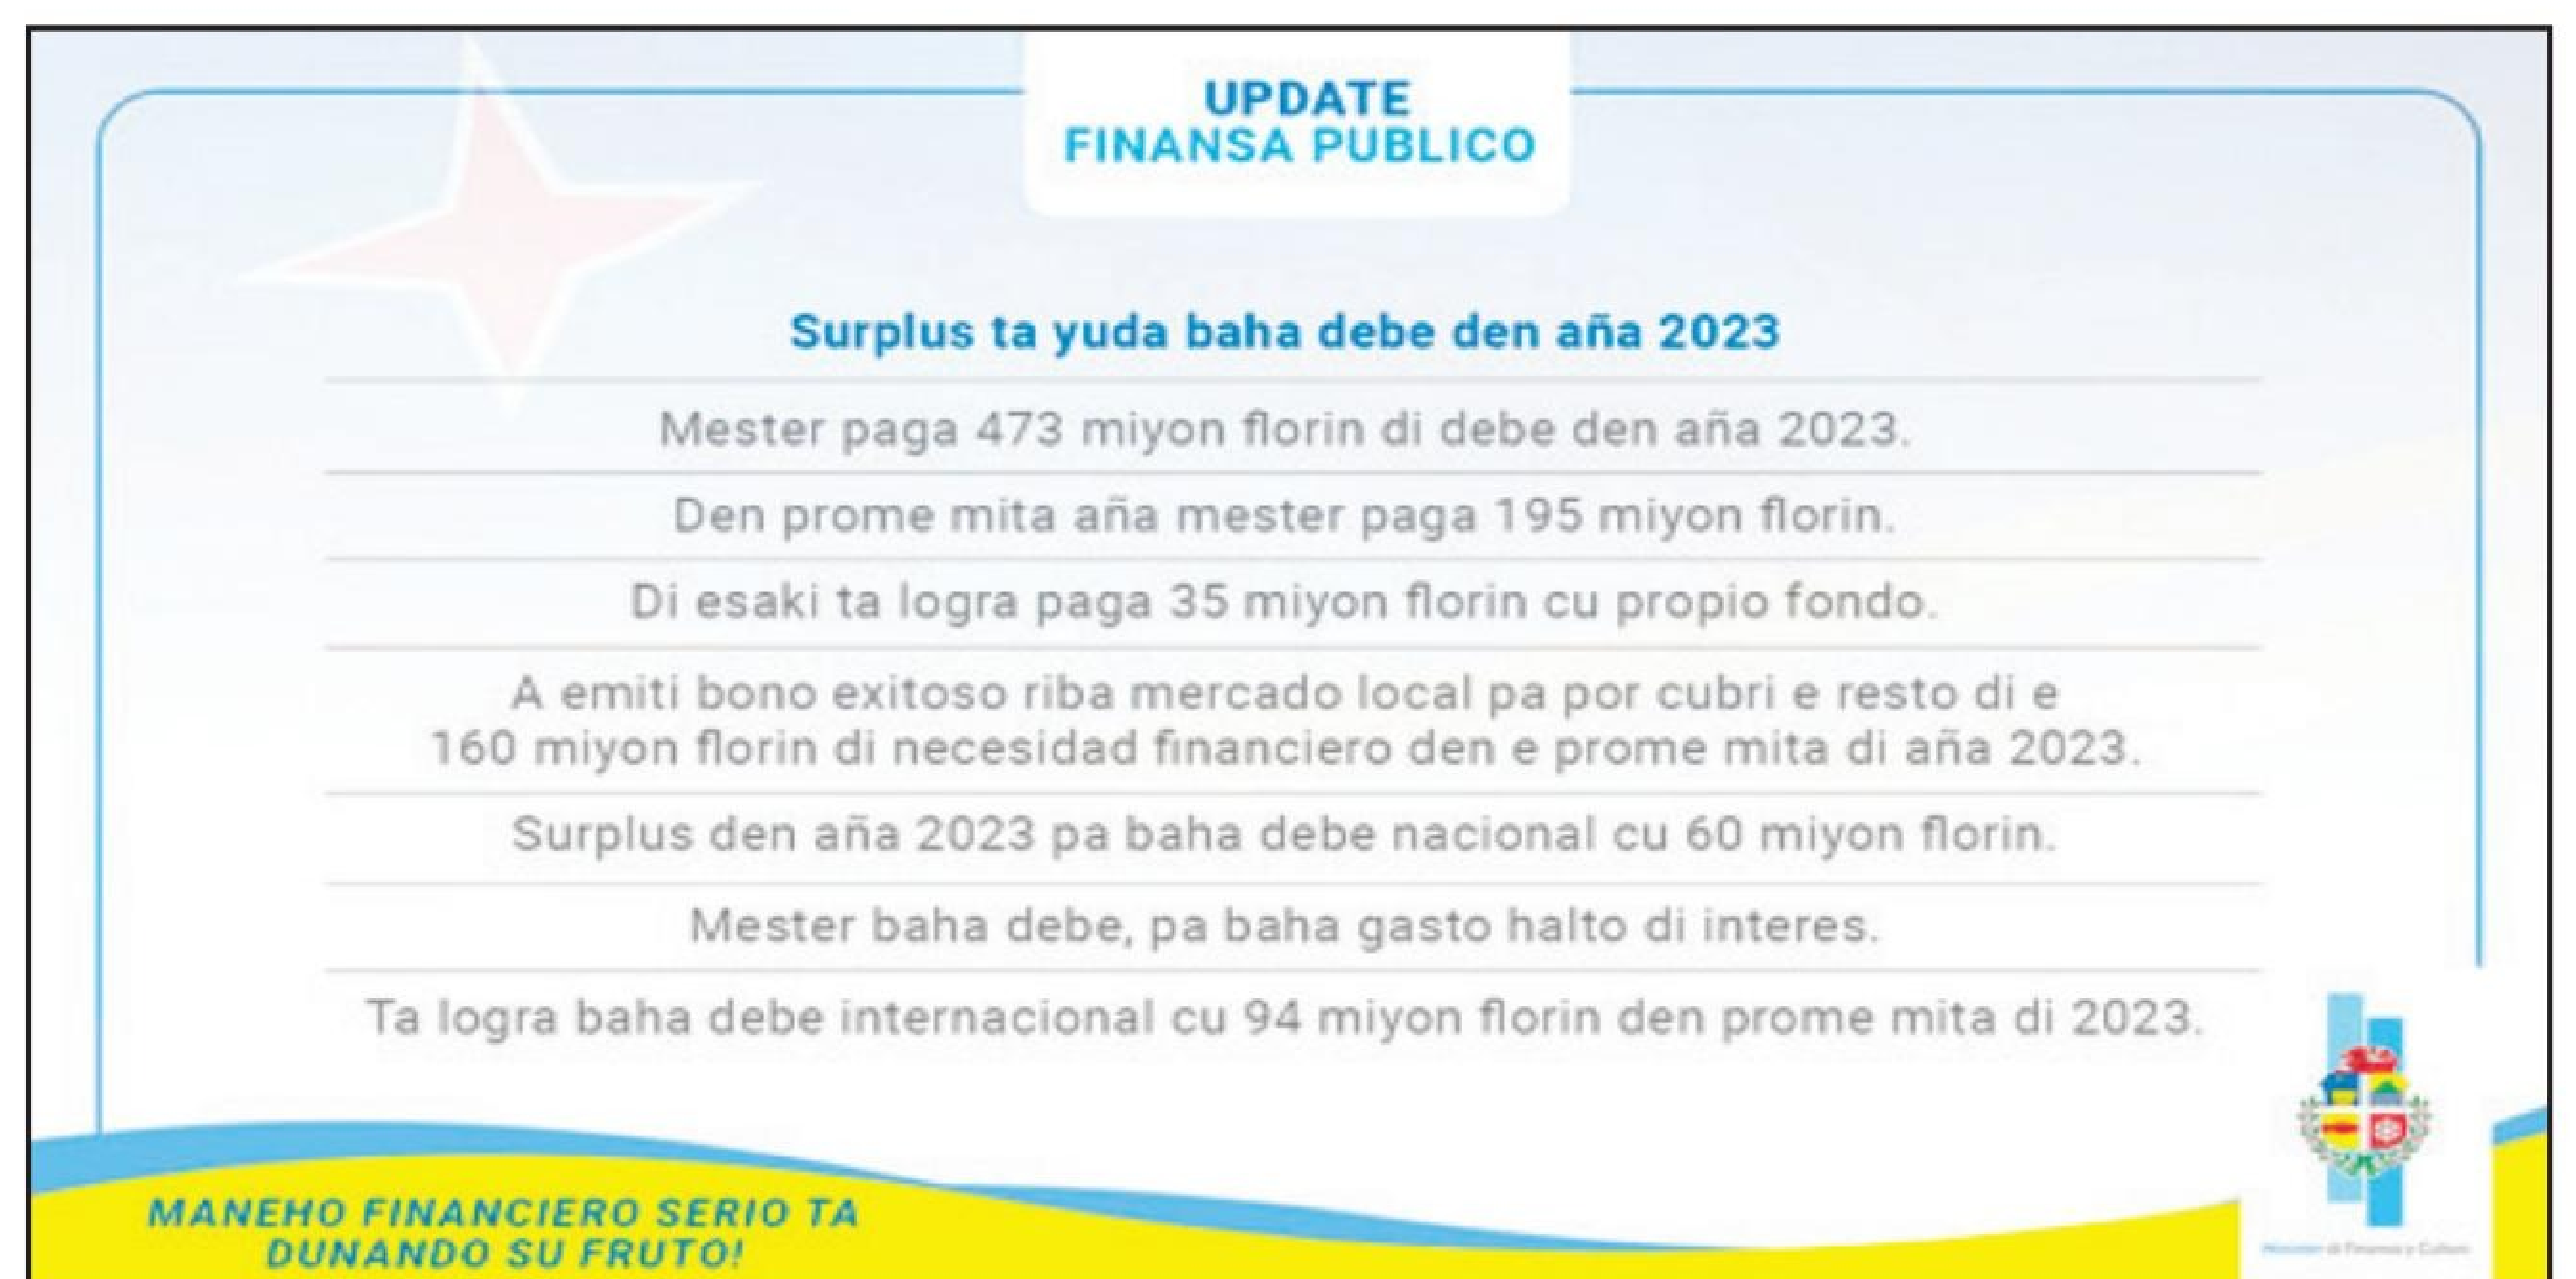 UPDATE
FINANSA PUBLICO
Surplus ta yuda baha debe den aña 2023
Mester paga 473 miyon florin di debe den aña 2023.
Den prome mita aña mester paga 195 miyon florin.
Di esaki ta logra paga 35 miyon florin cu propio fondo.
A emiti bono exitoso riba mercado local pa por cubri e resto di e
160 miyon florin di necesidad financiero den e prome mita di aña 2023.
Surplus den aña 2023 pa baha debe nacional cu 60 miyon florin.
Mester baha debe, pa baha gasto halto di interes.
Ta logra baha debe internacional cu 94 miyon florin den prome mita di 2023.
MANEHO FINANCIERO SERIO TA
DUNANDO SU FRUTO!